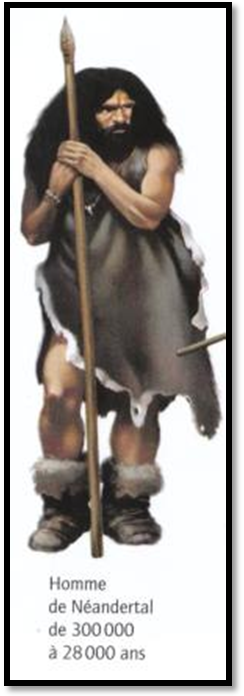 Homme
de Néandertal
de 300 000
à 28 000 ans